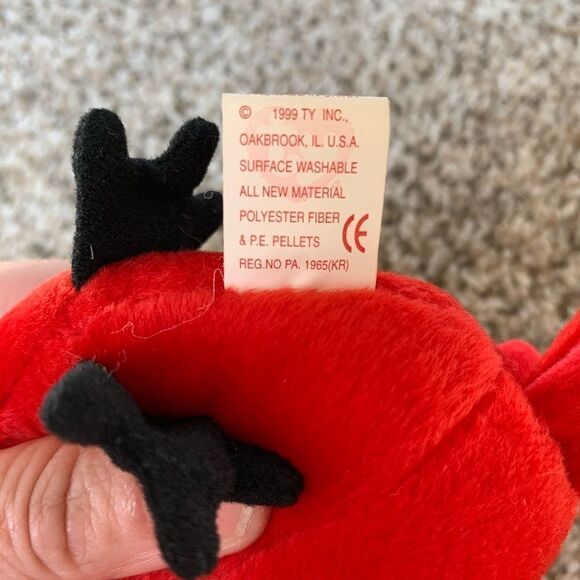 © 1999 TY INC.,
OAKBROOK, IL. U.S.A.
SURFACE WASHABLE
ALL NEW MATERIAL
POLYESTER FIBER
& P.E. PELLETS CE
REG.NO PA. 1965(KR)